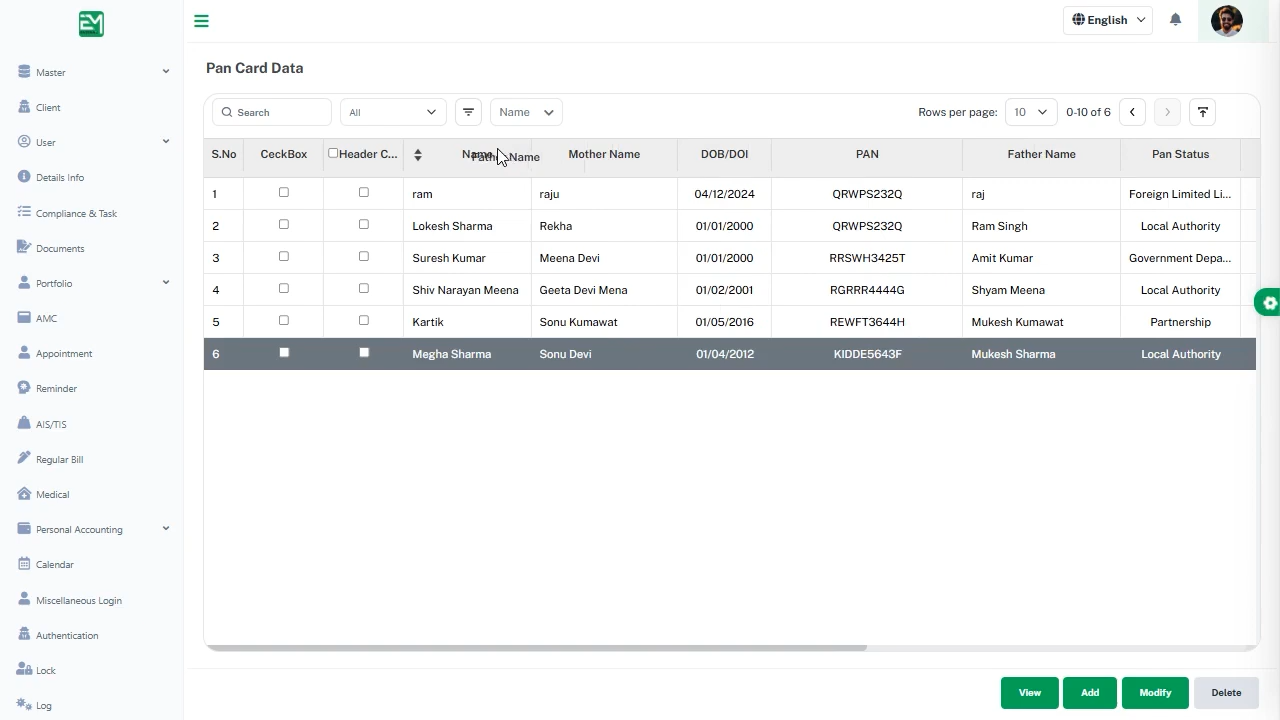 EM
English
Pan Card Data
Search
All
Name
Rows per page:
10
0-10 of 6
Master
Client
User
Details Info
Compliance & Task
Documents
Portfolio
AMC
Appointment
Reminder
AIS/TIS
Regular Bill
Medical
Personal Accounting
Calendar
Miscellaneous Login
Authentication
Lock
Log
S.No CeckBox Header C... Name Mother Name DOB/DOI PAN Father Name Pan Status
Father Name
1 ram raju 04/12/2024 QRWPS232Q raj Foreign Limited Li...
2 Lokesh Sharma Rekha 01/01/2000 QRWPS232Q Ram Singh Local Authority
3 Suresh Kumar Meena Devi 01/01/2000 RRSWH3425T Amit Kumar Government Depa...
4 Shiv Narayan Meena Geeta Devi Mena 01/02/2001 RGRRR4444G Shyam Meena Local Authority
5 Kartik Sonu Kumawat 01/05/2016 REWFT3644H Mukesh Kumawat Partnership
6 Megha Sharma Sonu Devi 01/04/2012 KIDDE5643F Mukesh Sharma Local Authority
View
Add
Modify
Delete